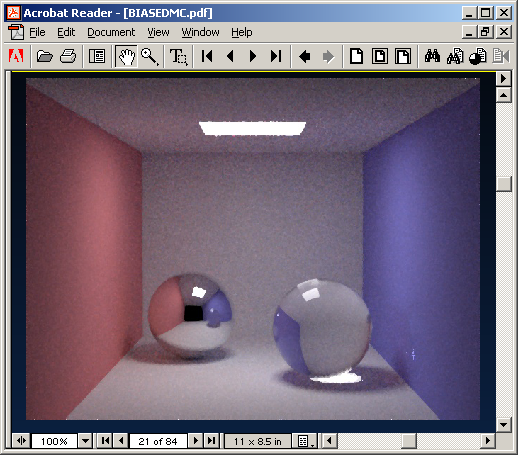 Acrobat Reader - [BIASEDMC.pdf]
File Edit Document View Window Help
100% 21 of 84 11 x 8.5 in